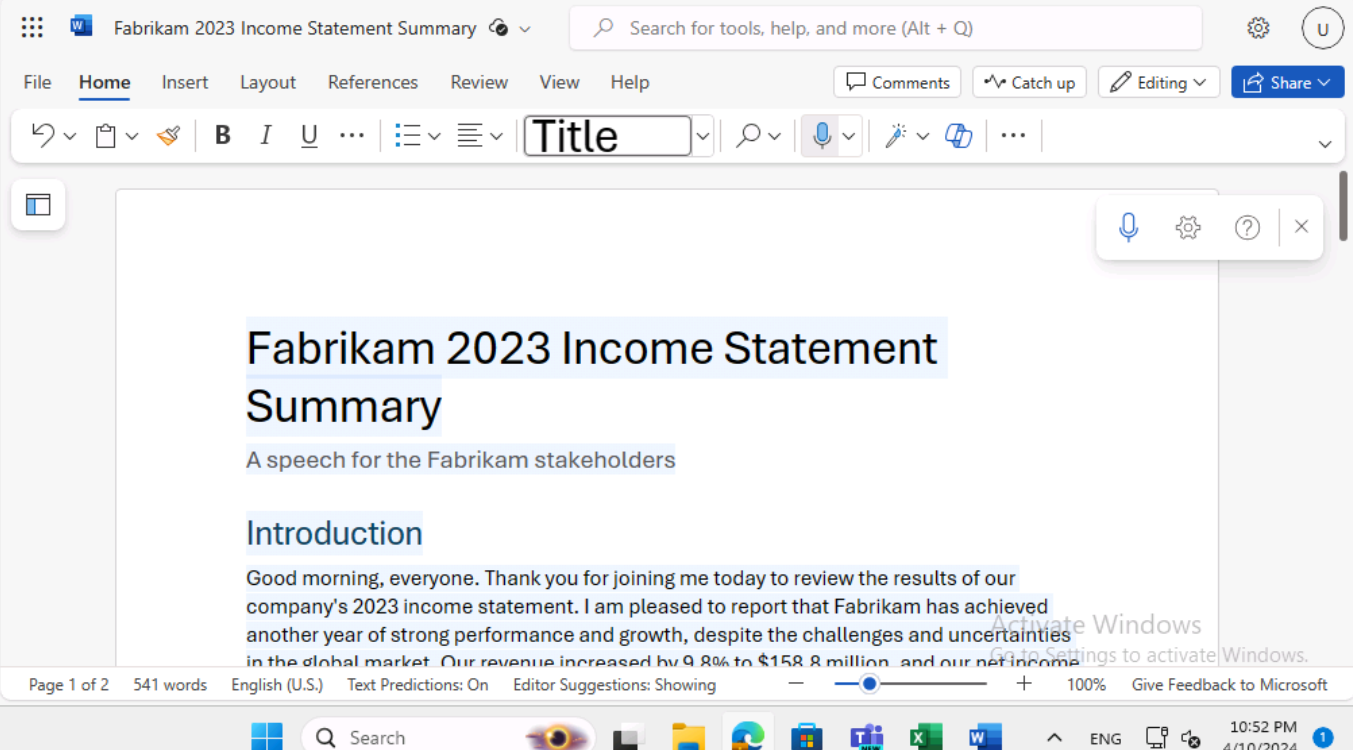 Fabrikam 2023 Income Statement Summary
Search for tools, help, and more (Alt + Q)
U
File Home Insert Layout References Review View Help
Comments Catch up Editing Share
B I U Title
Fabrikam 2023 Income Statement
Summary
A speech for the Fabrikam stakeholders
Introduction
Good morning, everyone. Thank you for joining me today to review the results of our
company's 2023 income statement. I am pleased to report that Fabrikam has achieved
another year of strong performance and growth, despite the challenges and uncertainties
in the global market. Our revenue increased by 9.8% to $158.8 million, and our net income
Activate Windows
Go to Settings to activate Windows.
Page 1 of 2 541 words English (U.S.) Text Predictions: On Editor Suggestions: Showing 100% Give Feedback to Microsoft
Search
ENG
10:52 PM
4/10/2024
1